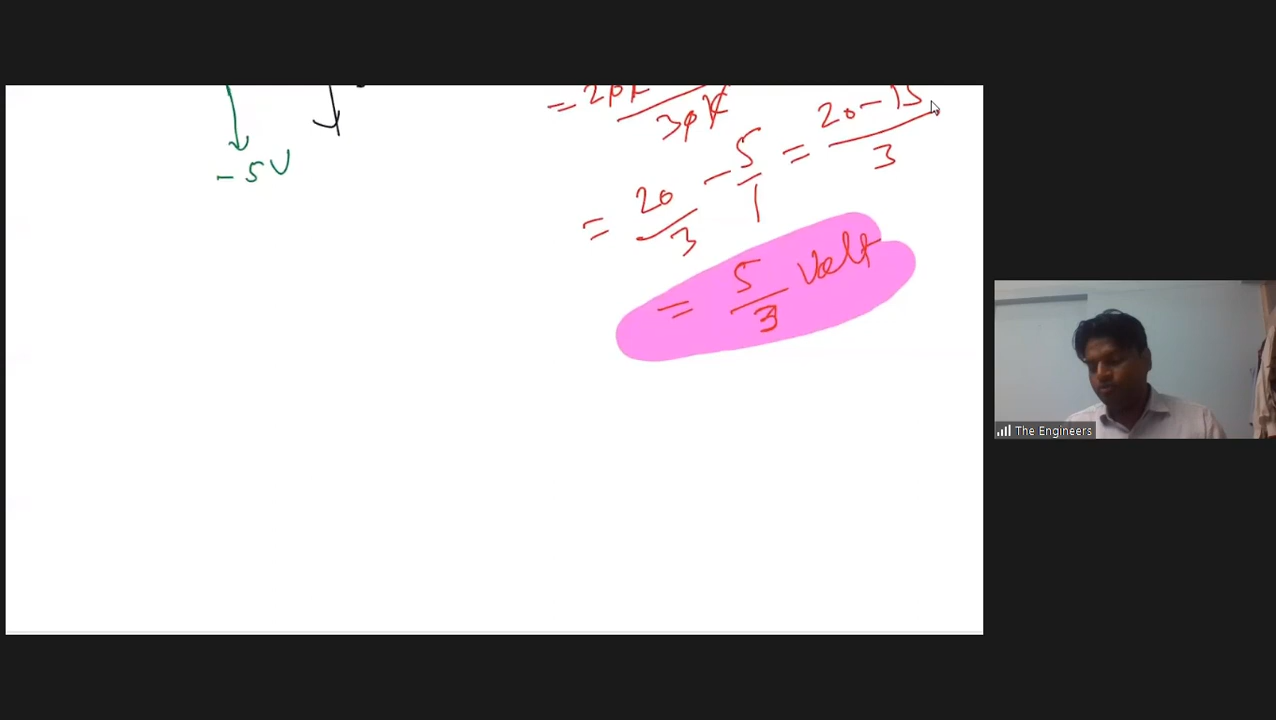 - 5V
= 20 / 3 - 5 / 1 = 20 - 15 / 3
= 5 / 3 Volt
The Engineers